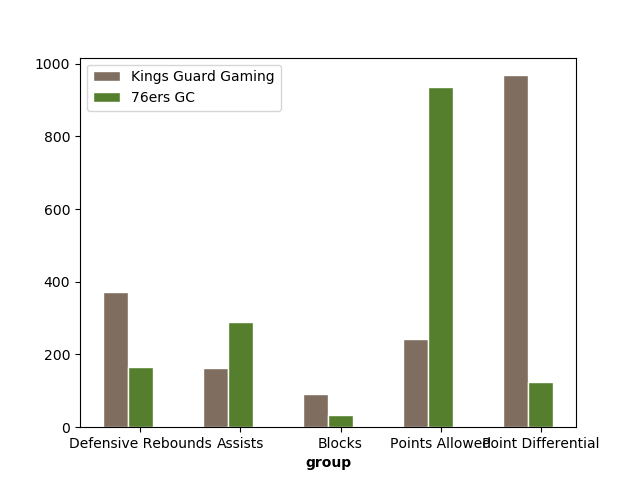 Kings Guard Gaming
76ers GC
1000
800
600
400
200
0
Defensive Rebounds Assists Blocks Points Allowed Point Differential
group